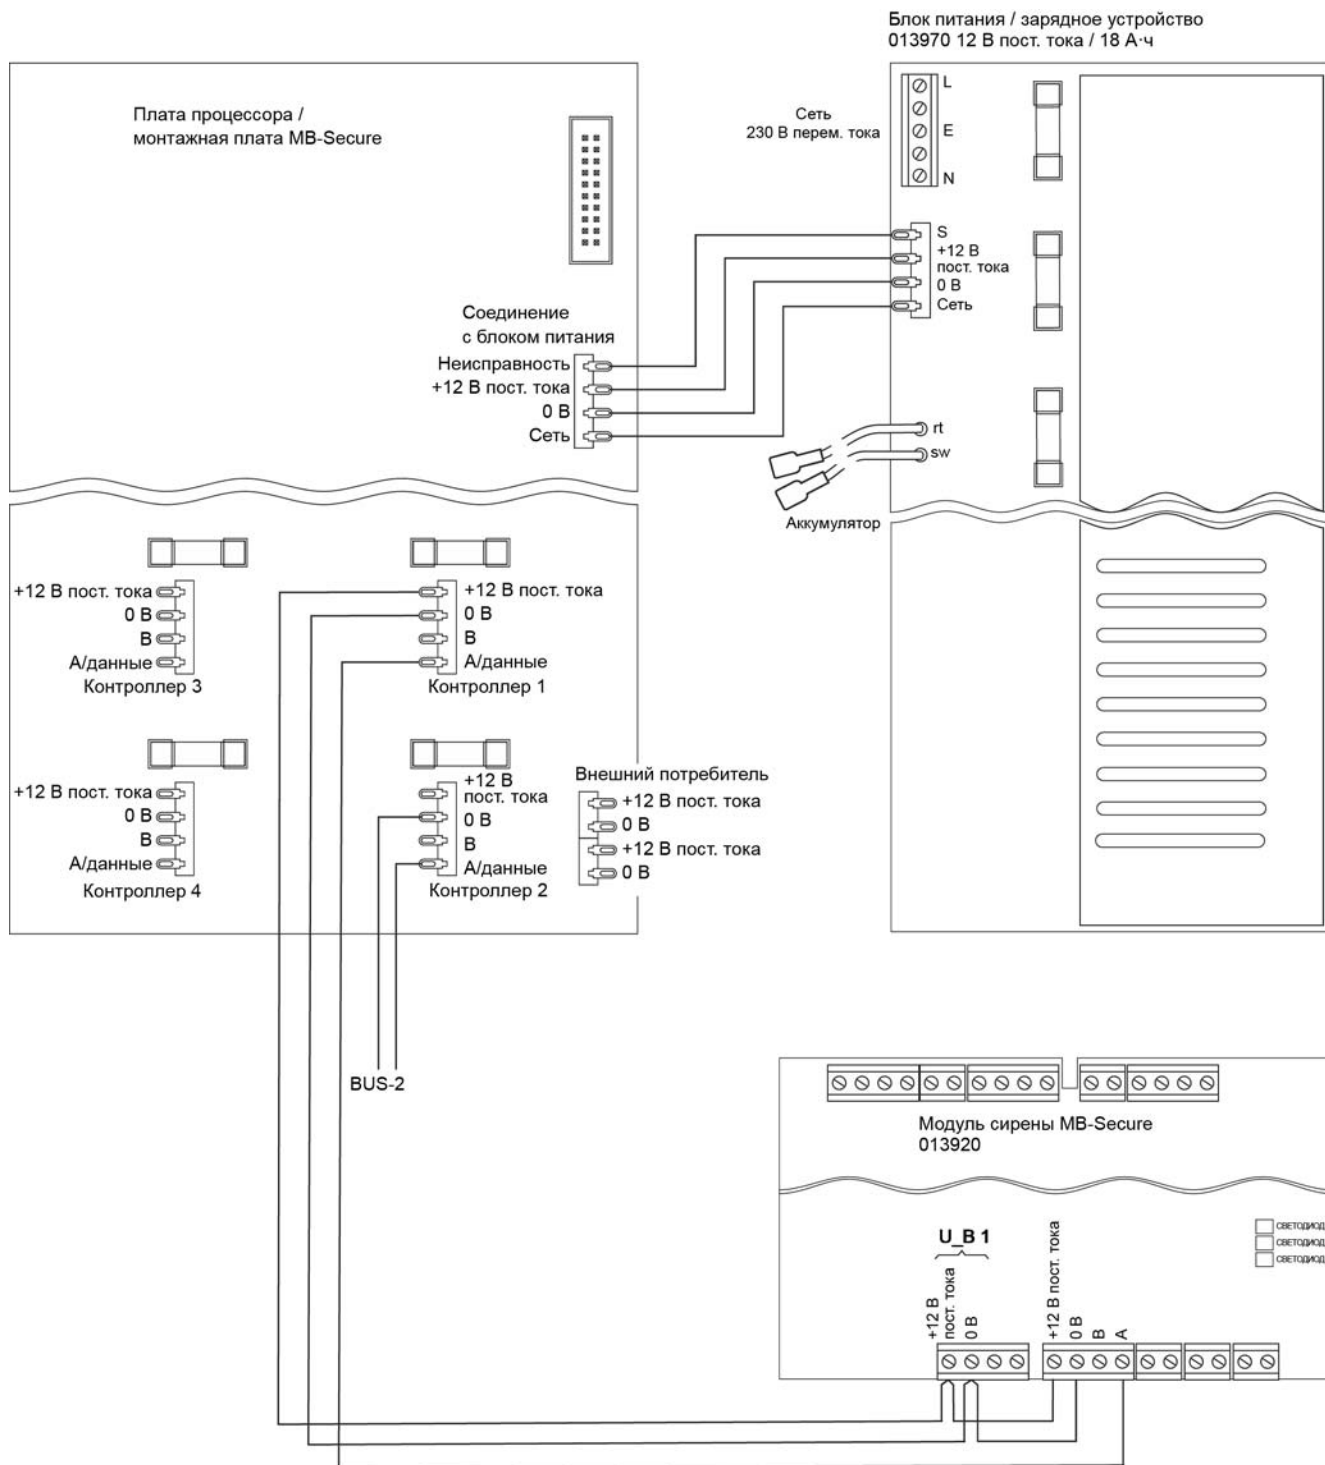 Блок питания / зарядное устройство
013970 12 В пост. тока / 18 А·ч
Плата процессора /
монтажная плата MB-Secure
Сеть
230 В перем. тока
L
E
N
S
+12 В
пост. тока
0 В
Сеть
Соединение
с блоком питания
Неисправность
+12 В пост. тока
0 В
Сеть
rt
sw
Аккумулятор
+12 В пост. тока
0 В
B
А/данные
Контроллер 3
+12 В пост. тока
0 В
B
А/данные
Контроллер 1
+12 В пост. тока
0 В
B
А/данные
Контроллер 4
+12 В
пост. тока
0 В
B
А/данные
Контроллер 2
Внешний потребитель
+12 В пост. тока
0 В
+12 В пост. тока
0 В
BUS-2
Модуль сирены MB-Secure
013920
СВЕТОДИОД
СВЕТОДИОД
СВЕТОДИОД
U_B 1
+12 В
пост. тока
0 В
+12 В пост. тока
0 В
B
A